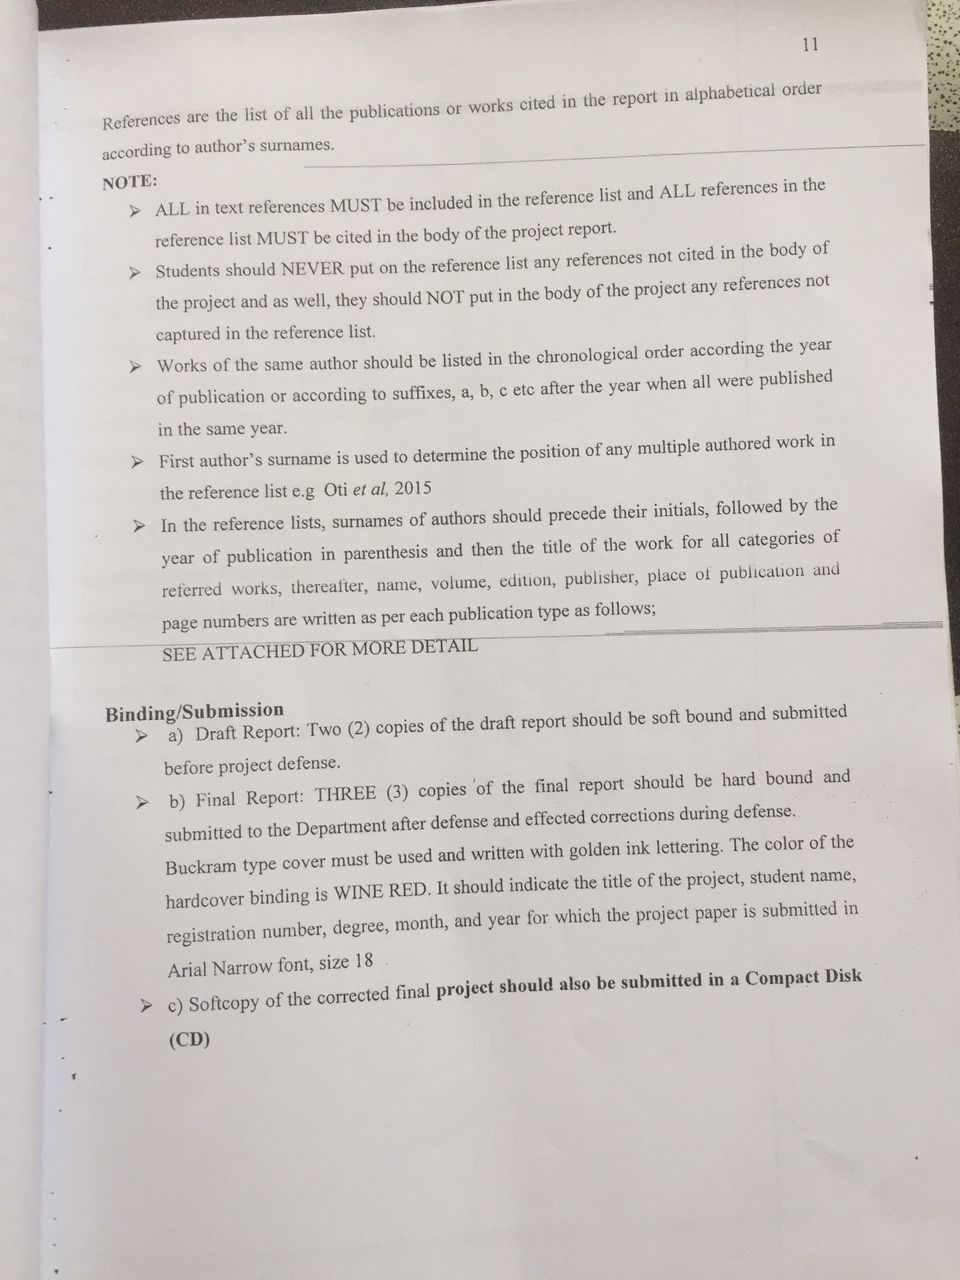 11
References are the list of all the publications or works cited in the report in alphabetical order
according to author's surnames.
NOTE:
➢ ALL in text references MUST be included in the reference list and ALL references in the
reference list MUST be cited in the body of the project report.
➢ Students should NEVER put on the reference list any references not cited in the body of
the project and as well, they should NOT put in the body of the project any references not
captured in the reference list.
➢ Works of the same author should be listed in the chronological order according the year
of publication or according to suffixes, a, b, c etc after the year when all were published
in the same year.
➢ First author's surname is used to determine the position of any multiple authored work in
the reference list e.g Oti et al, 2015
➢ In the reference lists, surnames of authors should precede their initials, followed by the
year of publication in parenthesis and then the title of the work for all categories of
referred works, thereafter, name, volume, edition, publisher, place of publication and
page numbers are written as per each publication type as follows;
SEE ATTACHED FOR MORE DETAIL
Binding/Submission
➢ a) Draft Report: Two (2) copies of the draft report should be soft bound and submitted
before project defense.
➢ b) Final Report: THREE (3) copies of the final report should be hard bound and
submitted to the Department after defense and effected corrections during defense.
Buckram type cover must be used and written with golden ink lettering. The color of the
hardcover binding is WINE RED. It should indicate the title of the project, student name,
registration number, degree, month, and year for which the project paper is submitted in
Arial Narrow font, size 18
➢ c) Softcopy of the corrected final project should also be submitted in a Compact Disk
(CD)